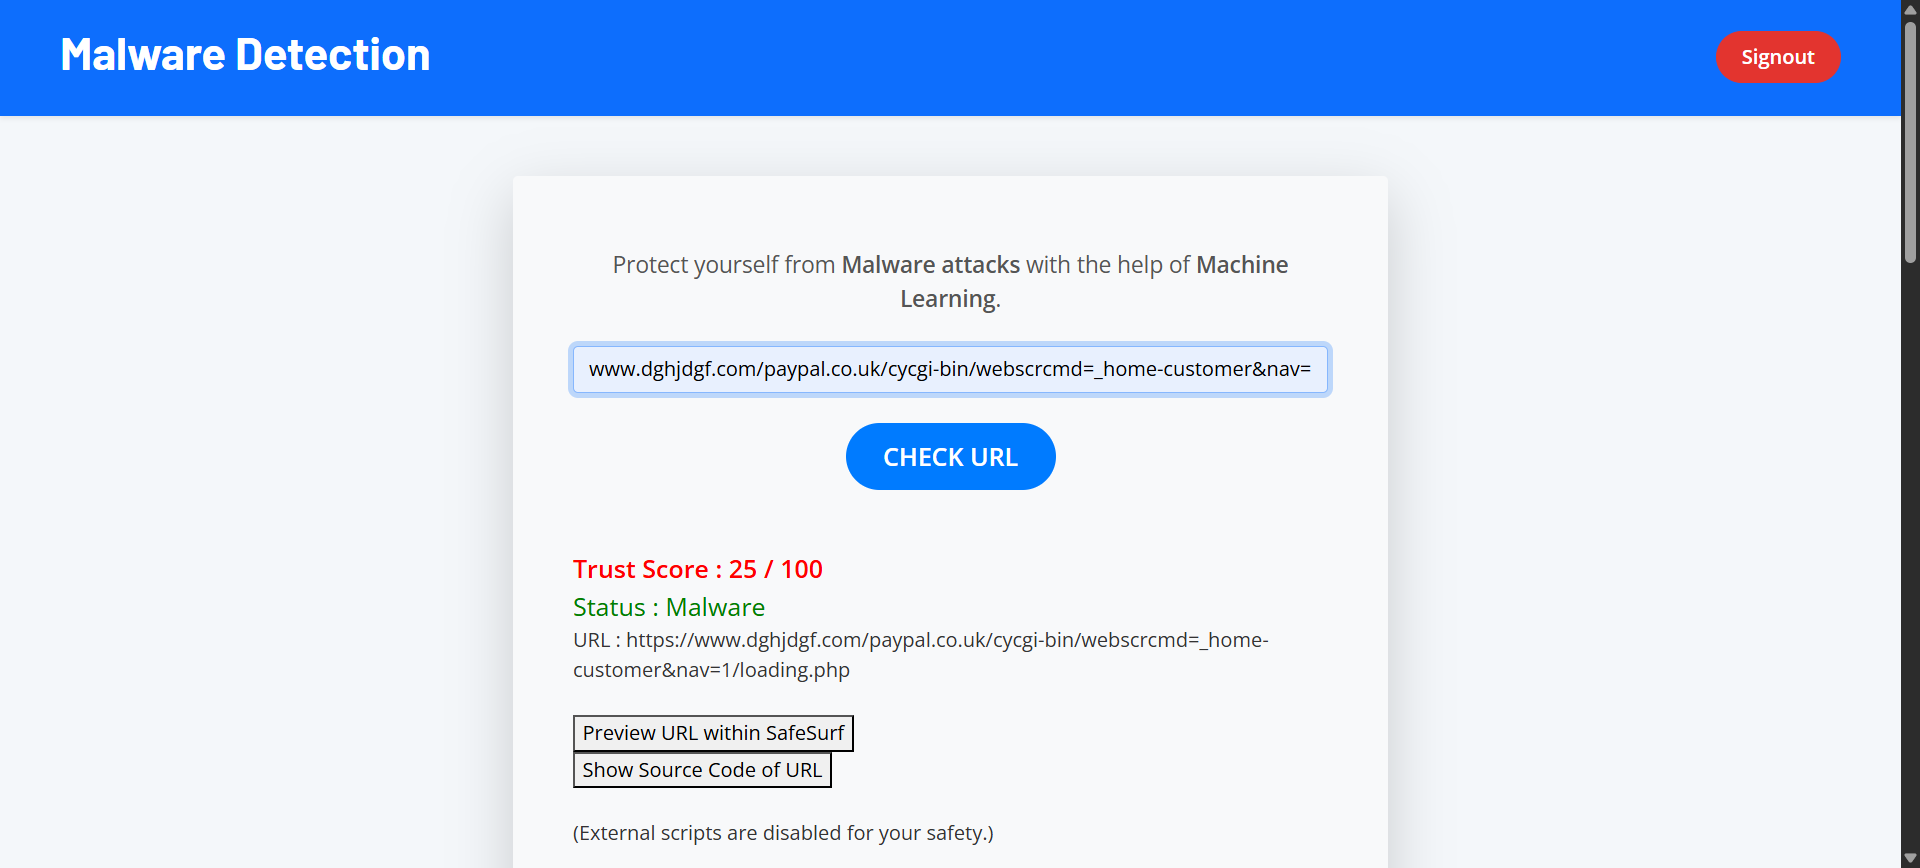 Malware Detection
Signout
Protect yourself from Malware attacks with the help of Machine
Learning.
www.dghjdgf.com/paypal.co.uk/cycgi-bin/webscrcmd=_home-customer&nav=
CHECK URL
Trust Score : 25 / 100
Status : Malware
URL : https://www.dghjdgf.com/paypal.co.uk/cycgi-bin/webscrcmd=_home-
customer&nav=1/loading.php
Preview URL within SafeSurf
Show Source Code of URL
(External scripts are disabled for your safety.)